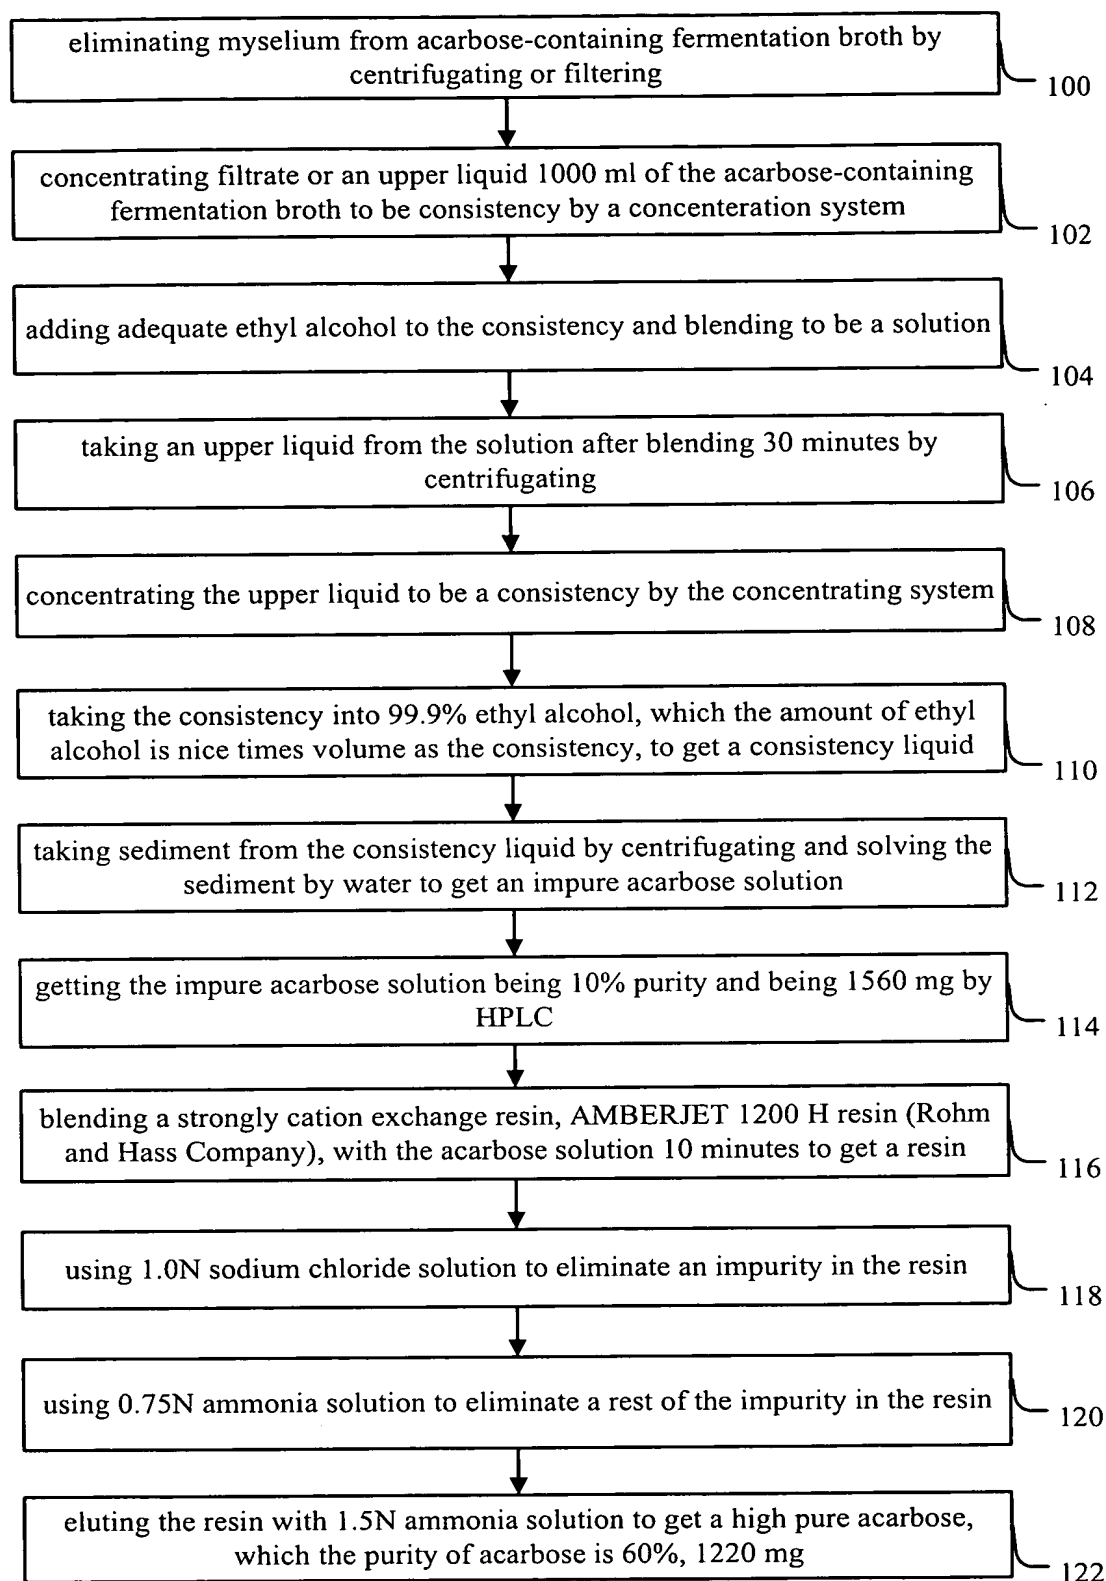 eliminating myselium from acarbose-containing fermentation broth by
centrifugating or filtering
100
concentrating filtrate or an upper liquid 1000 ml of the acarbose-containing
fermentation broth to be consistency by a concenteration system
102
adding adequate ethyl alcohol to the consistency and blending to be a solution
104
taking an upper liquid from the solution after blending 30 minutes by
centrifugating
106
concentrating the upper liquid to be a consistency by the concentrating system
108
taking the consistency into 99.9% ethyl alcohol, which the amount of ethyl
alcohol is nice times volume as the consistency, to get a consistency liquid
110
taking sediment from the consistency liquid by centrifugating and solving the
sediment by water to get an impure acarbose solution
112
getting the impure acarbose solution being 10% purity and being 1560 mg by
HPLC
114
blending a strongly cation exchange resin, AMBERJET 1200 H resin (Rohm
and Hass Company), with the acarbose solution 10 minutes to get a resin
116
using 1.0N sodium chloride solution to eliminate an impurity in the resin
118
using 0.75N ammonia solution to eliminate a rest of the impurity in the resin
120
eluting the resin with 1.5N ammonia solution to get a high pure acarbose,
which the purity of acarbose is 60%, 1220 mg
122